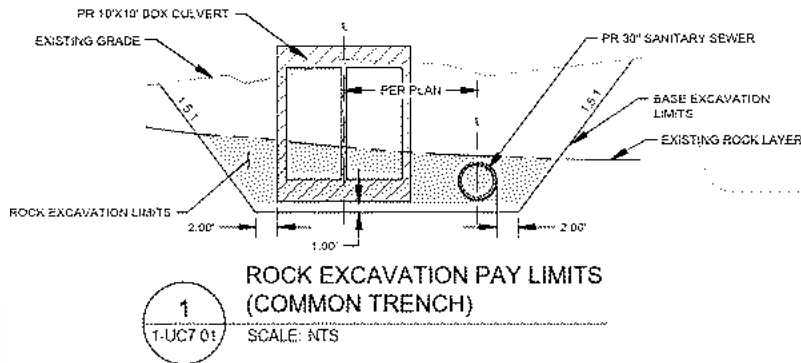 PR 10'X10' BOX CULVERT
EXISTING GRADE
PR 30" SANITARY SEWER
PER PLAN
1.5:1
1.5:1
BASE EXCAVATION
LIMITS
EXISTING ROCK LAYER
ROCK EXCAVATION LIMITS
2.00'
2.00'
1.00'
ROCK EXCAVATION PAY LIMITS
(COMMON TRENCH)
1
1-UC7.01
SCALE: NTS